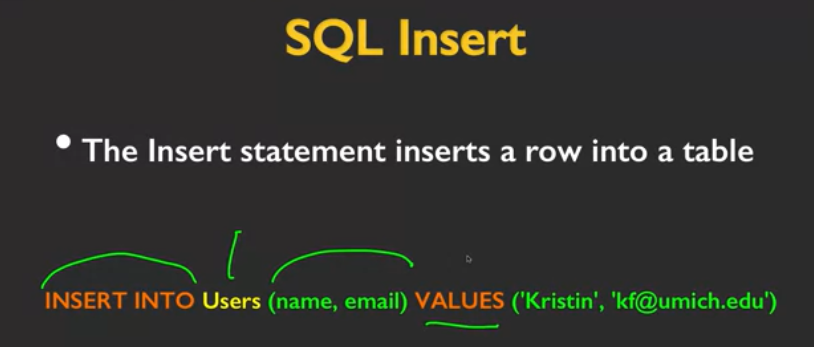 SQL Insert
• The Insert statement inserts a row into a table
INSERT INTO Users (name, email) VALUES ('Kristin', 'kf@umich.edu')